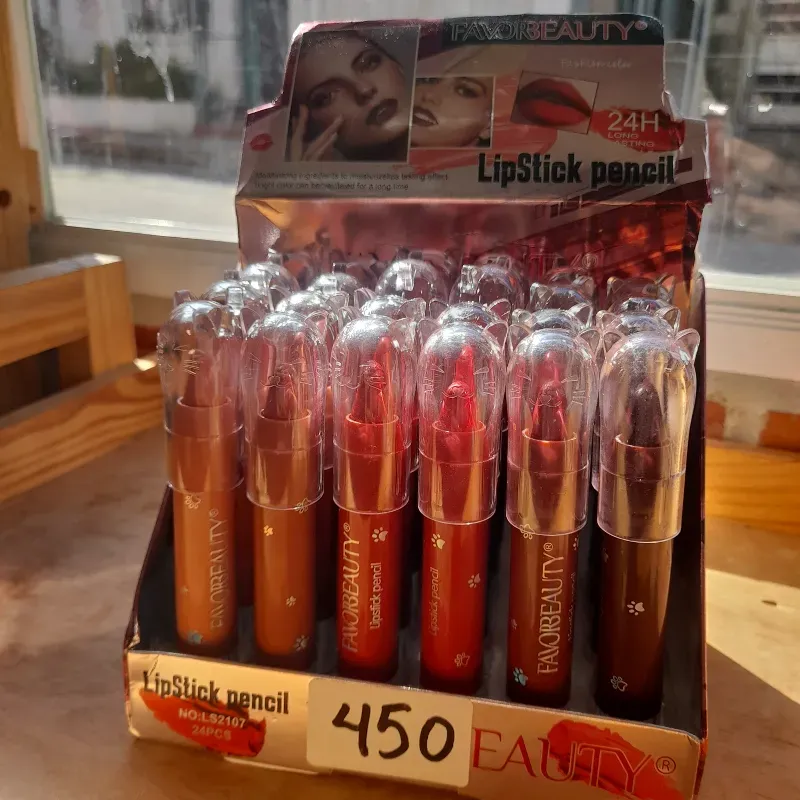 FAVORBEAUTY®
24H
LONG
LASTING
LipStick pencil
FAVORBEAUTY
FAVORBEAUTY®
Lipstick pencil
Lipstick pencil
FAVORBEAUTY®
LipStick pencil
NO:LS2107
24PCS
450
EAUTY®